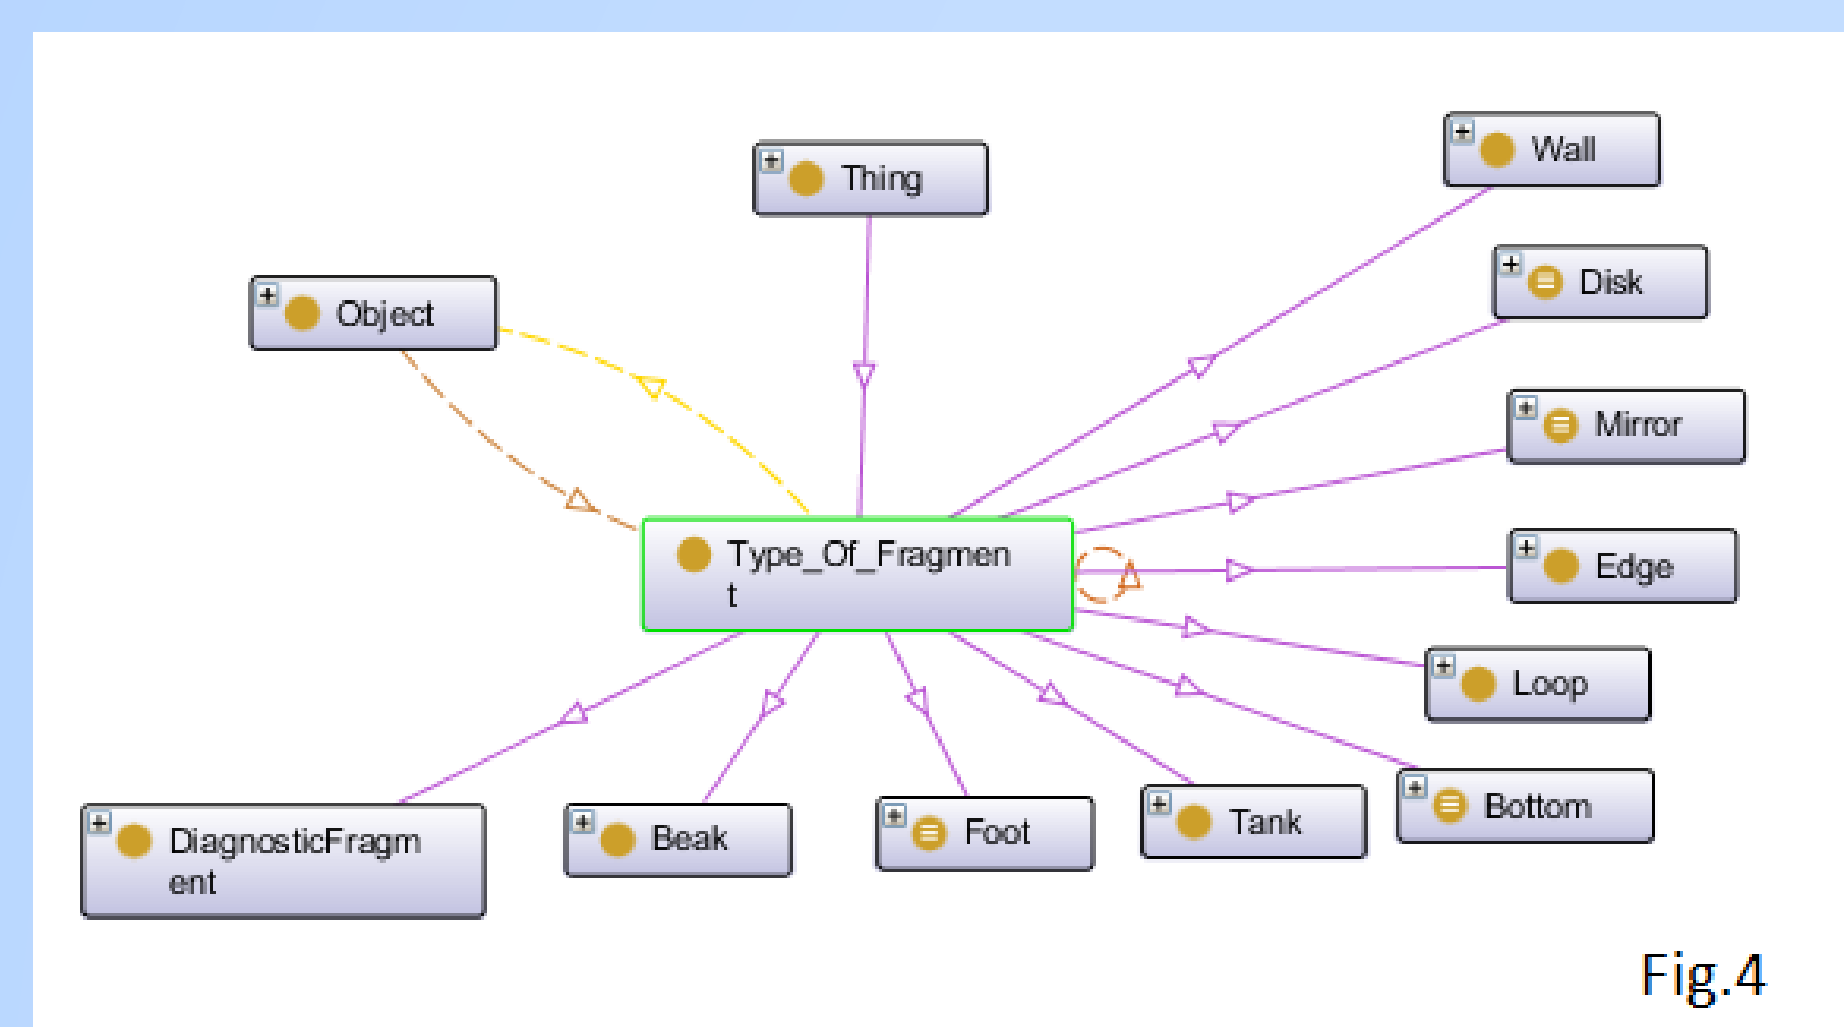 Thing
Wall
Object
Disk
Mirror
Type_Of_Fragmen
t
Edge
Loop
DiagnosticFragm
ent
Beak
Foot
Tank
Bottom
Fig.4